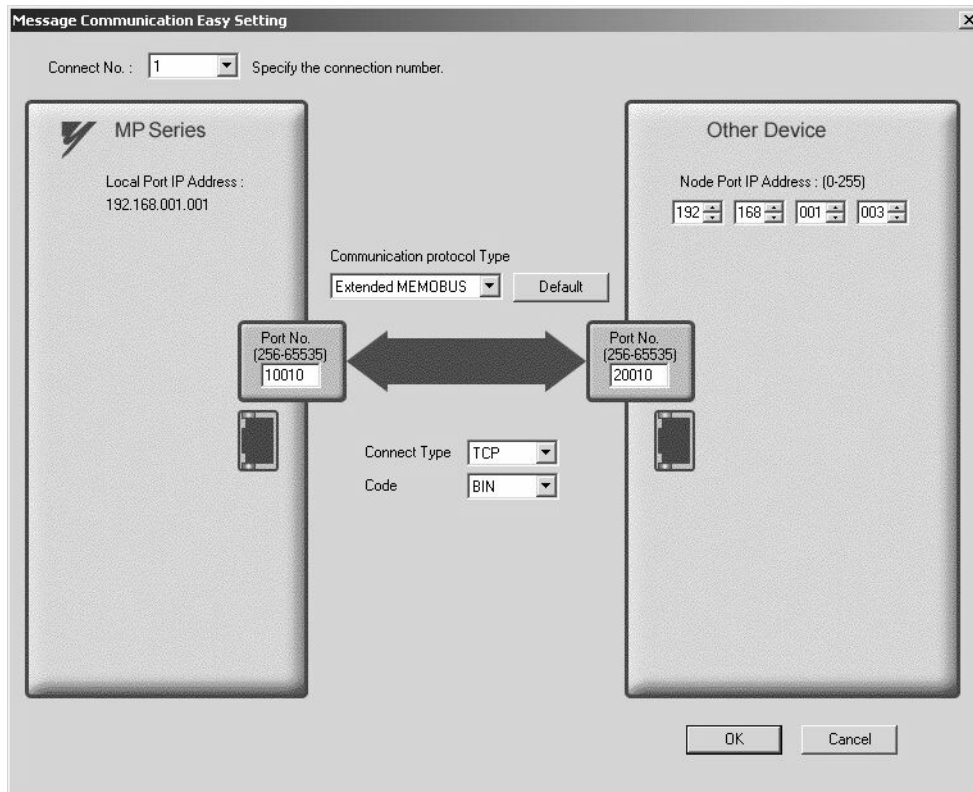 Message Communication Easy Setting
Connect No. : 1 Specify the connection number.
MP Series
Local Port IP Address :
192.168.001.001
Other Device
Node Port IP Address : (0-255)
192 168 001 003
Communication protocol Type
Extended MEMOBUS Default
Port No.
(256-65535)
10010
Port No.
(256-65535)
20010
Connect Type TCP
Code BIN
OK Cancel